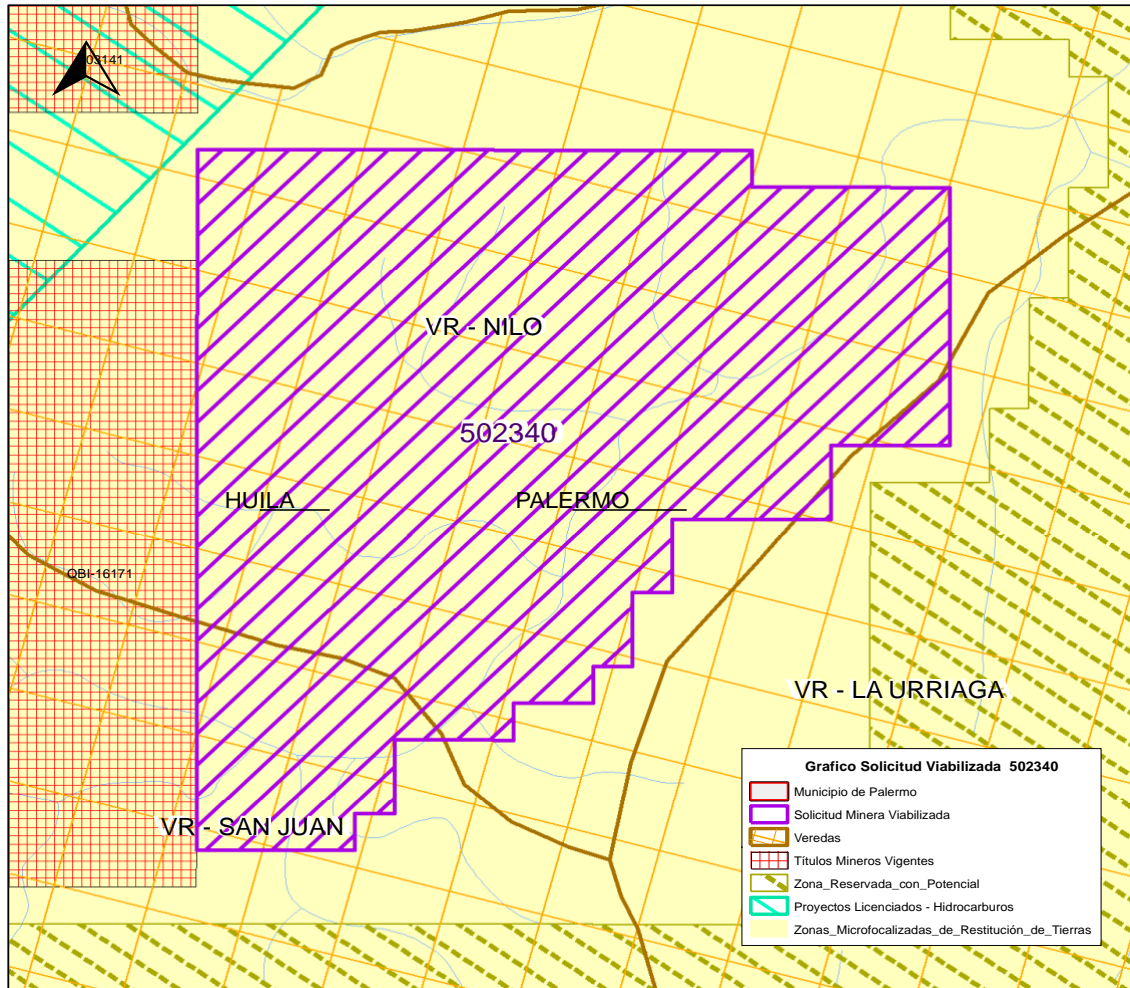 03141
VR - NILO
502340
HUILA
PALERMO
QBI-16171
VR - LA URRIAGA
VR - SAN JUAN
Grafico Solicitud Viabilizada 502340
Municipio de Palermo
Solicitud Minera Viabilizada
Veredas
Títulos Mineros Vigentes
Zona_Reservada_con_Potencial
Proyectos Licenciados - Hidrocarburos
Zonas_Microfocalizadas_de_Restitución_de_Tierras